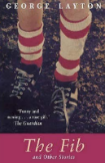 GEORGE LAYTON
The Guardian
The Fib
and Other Stories